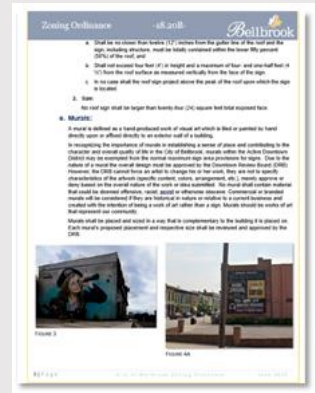 Zoning Ordinance -18.20B- Bellbrook
a. Shall be no closer than twelve (12") inches from the gutter line of the roof and the
sign, including structure, must be totally contained within the lower fifty percent
(50%) of the roof; and
b. Shall not exceed four feet (4') in height and a maximum of four- and one-half feet (4
½') from the roof surface as measured vertically from the face of the sign.
c. In no case shall the roof sign project above the peak of the roof upon which the sign
is located.
2. Size:
No roof sign shall be larger than twenty four (24) square feet total exposed face.
e. Murals:
A mural is defined as a hand-produced work of visual art which is tiled or painted by hand
directly upon or affixed directly to an exterior wall of a building.
In recognizing the importance of murals in establishing a sense of place and contributing to the
character and overall quality of life in the City of Bellbrook, murals within the Active Downtown
District may be exempted from the normal maximum sign area provisions for signs. Due to the
nature of a mural the overall design must be approved by the Downtown Review Board (DRB).
However, the DRB cannot force an artist to change his or her work, they are not to specify
characteristics of the artwork (specific content, colors, arrangement, etc.), merely approve or
deny based on the overall nature of the work or idea submitted. No mural shall contain material
that could be deemed offensive, racist, sexist or otherwise obscene. Commercial or branded
murals will be considered if they are historical in nature or relative to a current business and
created with the intention of being a work of art rather than a sign. Murals should be works of art
that represent our community.
Murals shall be placed and sized in a way that is complementary to the building it is placed on.
Each mural's proposed placement and respective size shall be reviewed and approved by the
DRB.
Figure 3
Figure 4A
Page